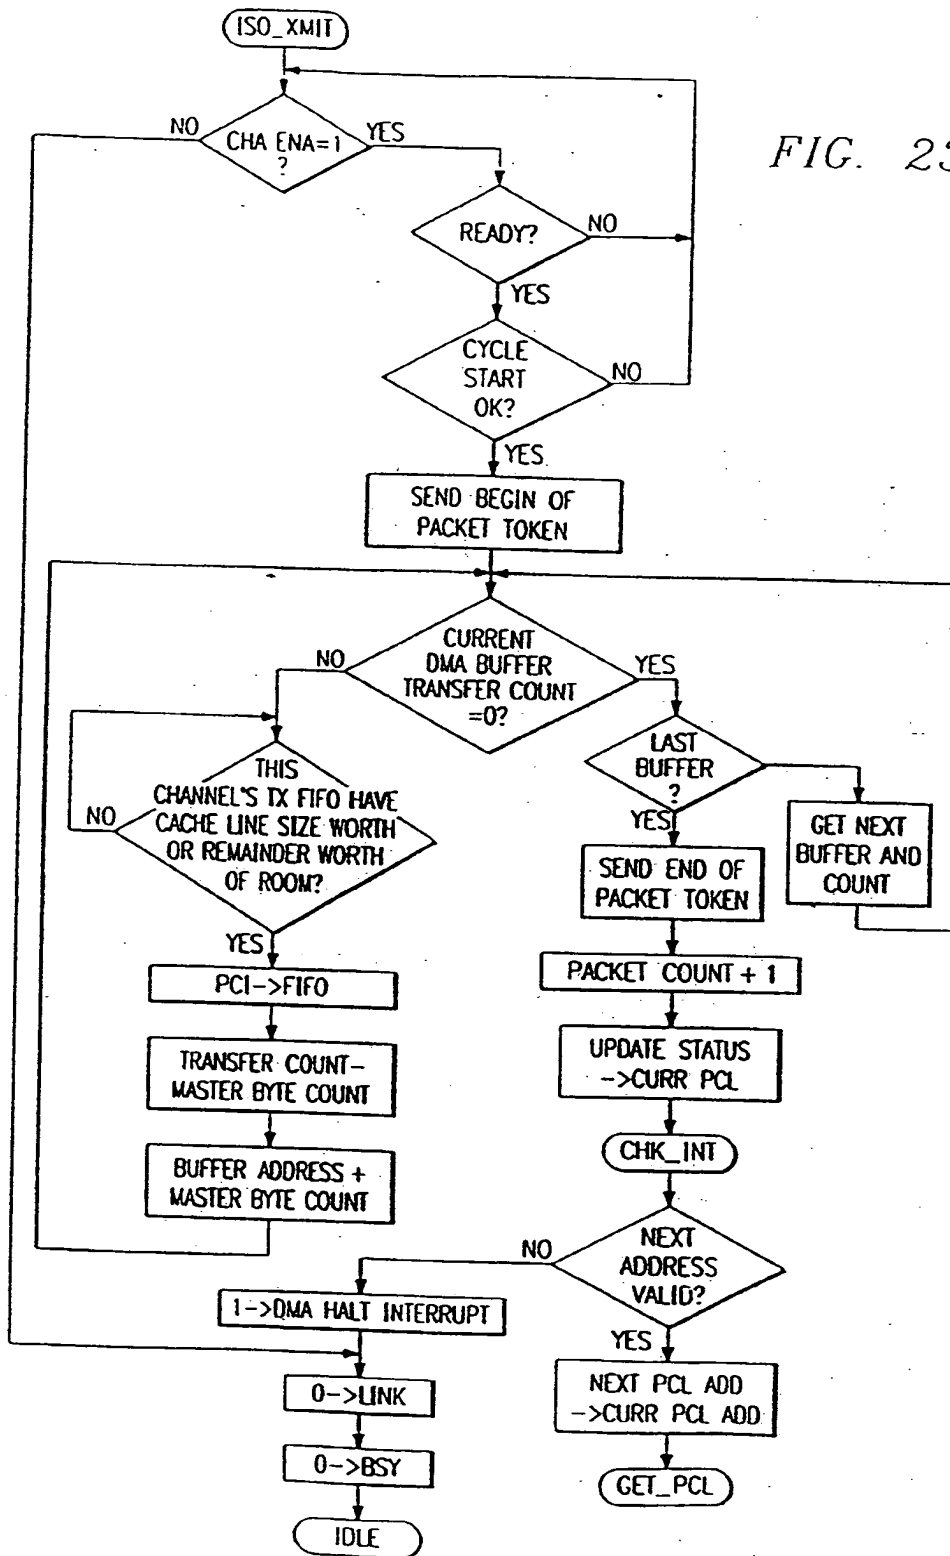 ISO_XMIT
FIG. 23
NO
CHA ENA=1
?
YES
READY?
NO
YES
CYCLE
START
OK?
NO
YES
SEND BEGIN OF
PACKET TOKEN
NO
CURRENT
DMA BUFFER
TRANSFER COUNT
=0?
YES
THIS
CHANNEL'S TX FIFO HAVE
CACHE LINE SIZE WORTH
OR REMAINDER WORTH
OF ROOM?
NO
YES
LAST
BUFFER
?
YES
GET NEXT
BUFFER AND
COUNT
SEND END OF
PACKET TOKEN
PCI->FIFO
PACKET COUNT + 1
TRANSFER COUNT-
MASTER BYTE COUNT
UPDATE STATUS
->CURR PCL
BUFFER ADDRESS +
MASTER BYTE COUNT
CHK_INT
NO
NEXT
ADDRESS
VALID?
YES
1->DMA HALT INTERRUPT
0->LINK
NEXT PCL ADD
->CURR PCL ADD
0->BSY
GET_PCL
IDLE